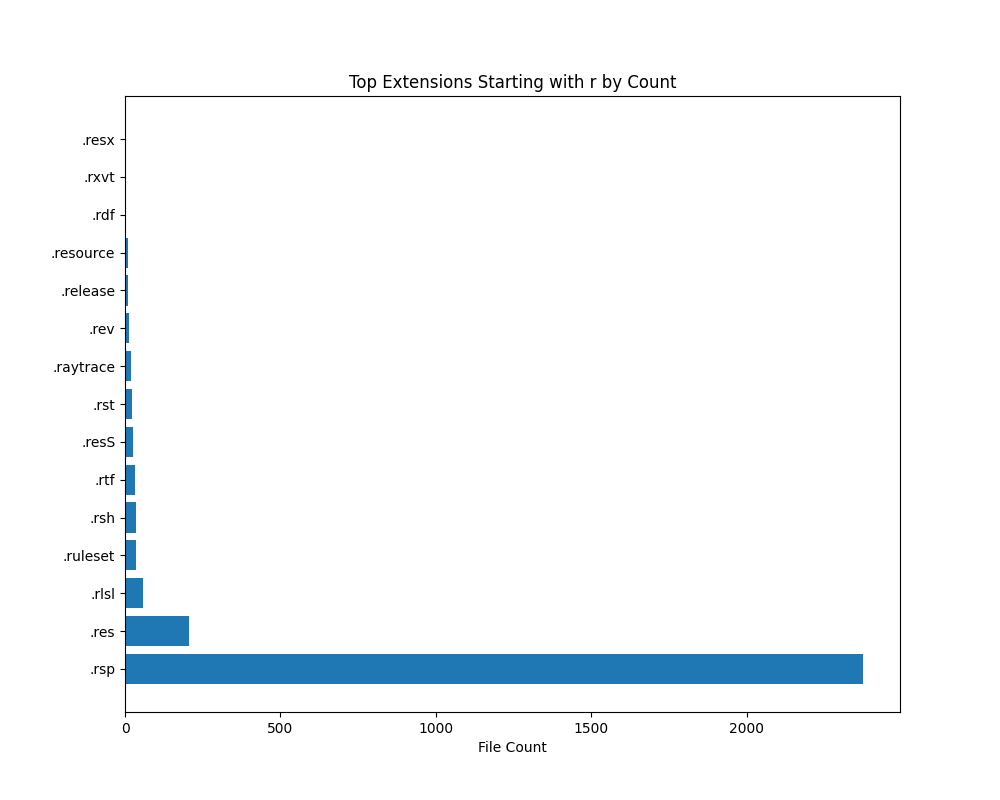 Top Extensions Starting with r by Count
.resx
.rxvt
.rdf
.resource
.release
.rev
.raytrace
.rst
.resS
.rtf
.rsh
.ruleset
.rlsl
.res
.rsp
0 500 1000 1500 2000
File Count